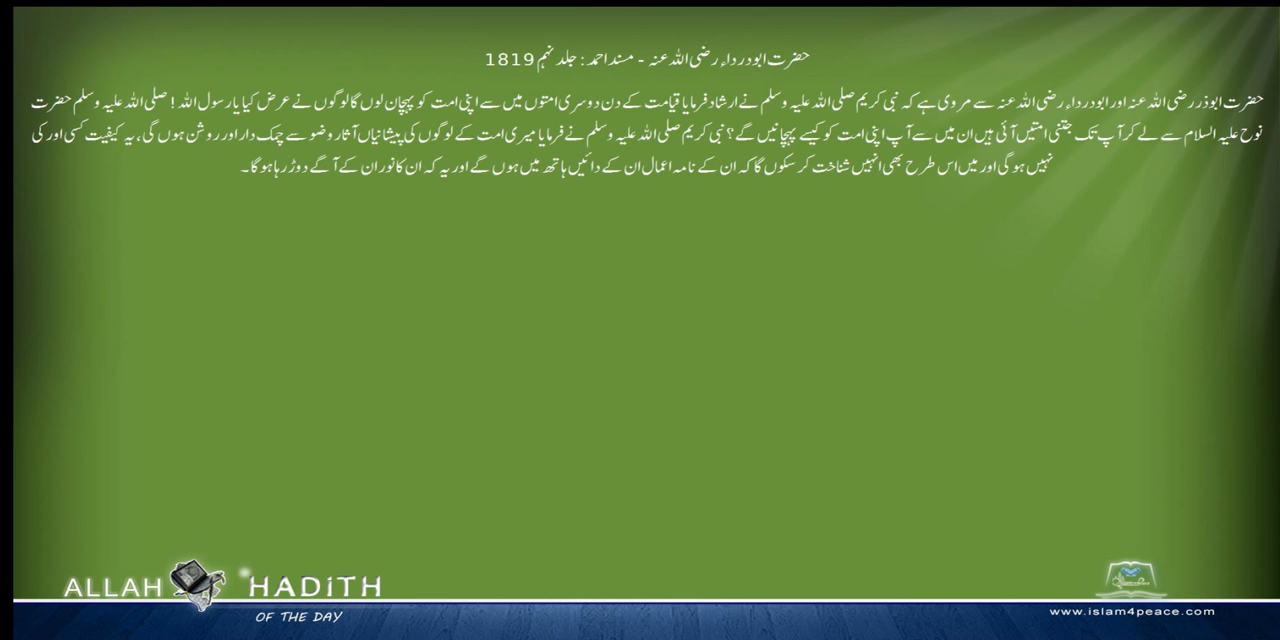 حضرت ابودرداء رضی اللہ عنہ - مسند احمد : جلد نہم 1819
حضرت ابوذر رضی اللہ عنہ اور ابودرداء رضی اللہ عنہ سے مروی ہے کہ نبی کریم صلی اللہ علیہ وسلم نے ارشاد فرمایا قیامت کے دن دوسری امتوں میں سے اپنی امت کو پہچان لوں گا لوگوں نے عرض کیا یا رسول اللہ ! صلی اللہ علیہ وسلم حضرت
نوح علیہ السلام سے لے کر آپ تک جتنی امتیں آئی ہیں ان میں سے آپ اپنی امت کو کیسے پہچانیں گے ؟ نبی کریم صلی اللہ علیہ وسلم نے فرمایا میری امت کے لوگوں کی پیشانیاں آثار وضو سے چمک دار اور روشن ہوں گی، یہ کیفیت کسی اور کی
نہیں ہوگی اور میں اس طرح بھی انہیں شناخت کر سکوں گا کہ ان کے نامہ اعمال ان کے دائیں ہاتھ میں ہوں گے اور یہ کہ ان کا نور ان کے آگے دوڑ رہا ہوگا ۔
ALLAH HADITH
OF THE DAY
www.islam4peace.com